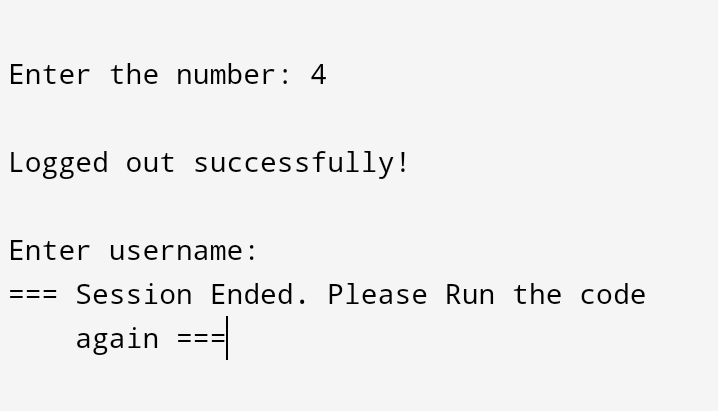 Enter the number: 4
Logged out successfully!
Enter username:
=== Session Ended. Please Run the code
again ===